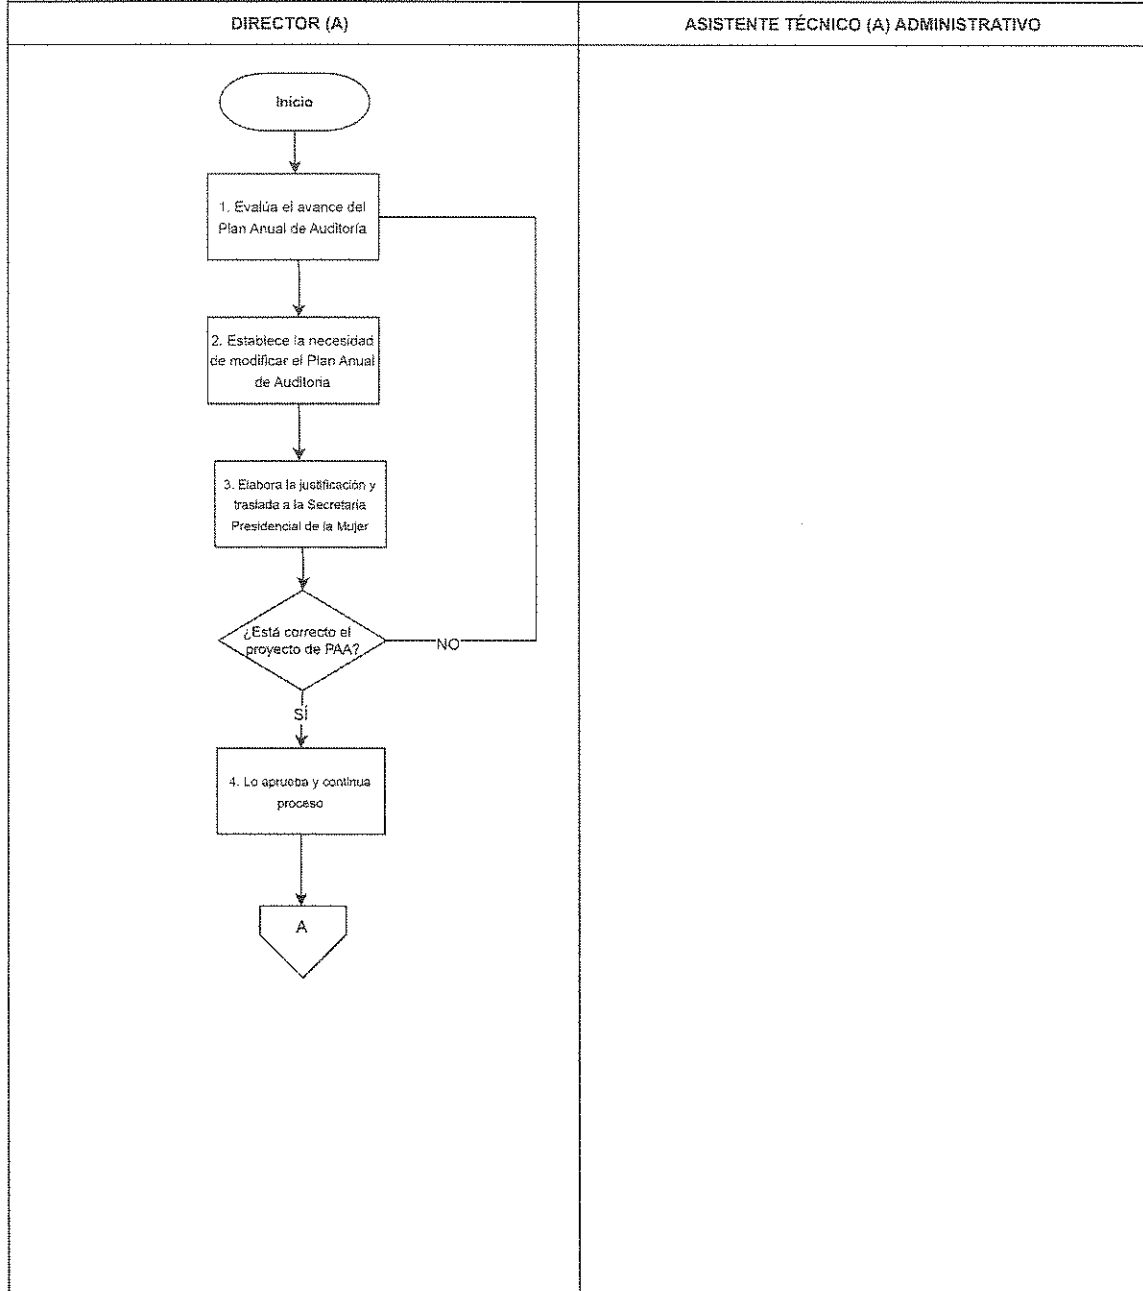 DIRECTOR (A)
ASISTENTE TÉCNICO (A) ADMINISTRATIVO
Inicio
1. Evalúa el avance del
Plan Anual de Auditoría
2. Establece la necesidad
de modificar el Plan Anual
de Auditoria
3. Elabora la justificación y
traslada a la Secretaría
Presidencial de la Mujer
¿Está correcto el
proyecto de PAA?
NO
SÍ
4. Lo aprueba y continua
proceso
A